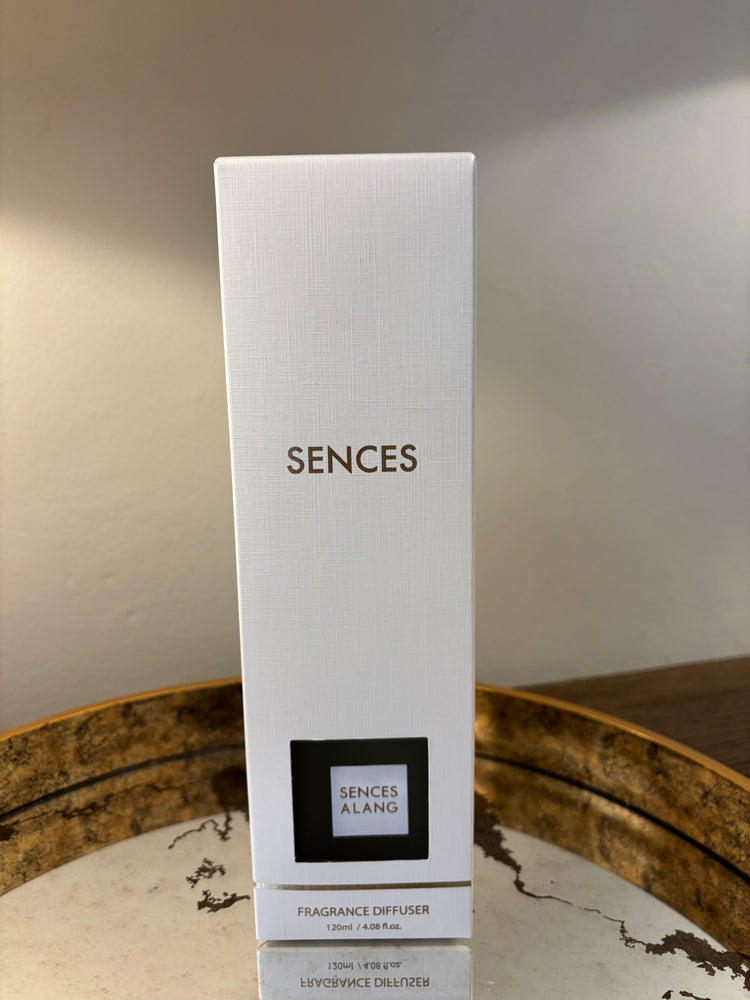 SENCES
SENCES
ALANG
FRAGRANCE DIFFUSER
120ml / 4.08 fl.oz.